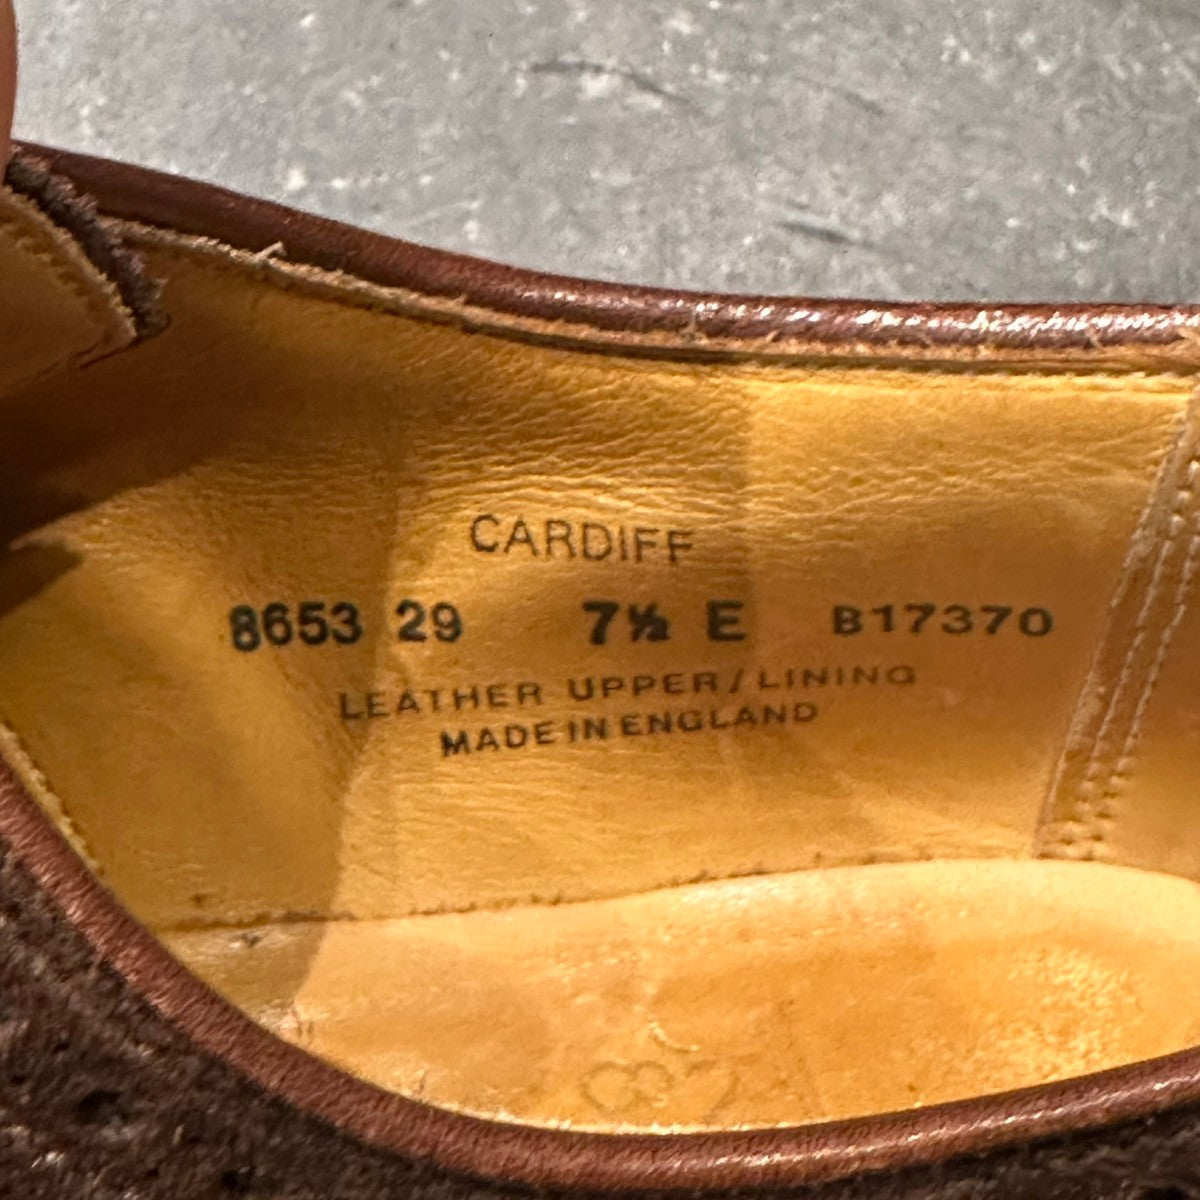 CARDIFF
8653 29 7½ E B17370
LEATHER UPPER/LINING
MADE IN ENGLAND